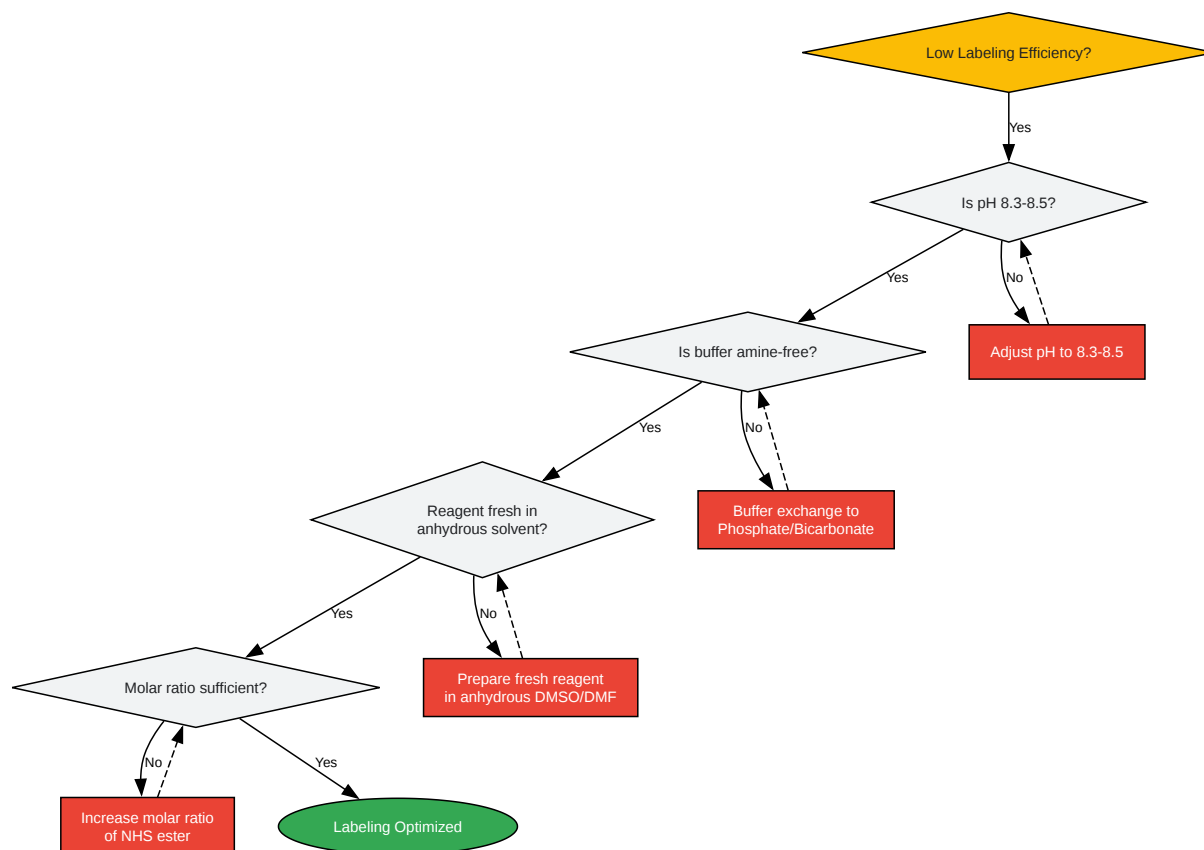 Low Labeling Efficiency?
Yes
Is pH 8.3-8.5?
Yes
No
Adjust pH to 8.3-8.5
Is buffer amine-free?
Yes
No
Buffer exchange to
Phosphate/Bicarbonate
Reagent fresh in
anhydrous solvent?
Yes
No
Prepare fresh reagent
in anhydrous DMSO/DMF
Molar ratio sufficient?
No
Yes
Increase molar ratio
of NHS ester
Labeling Optimized